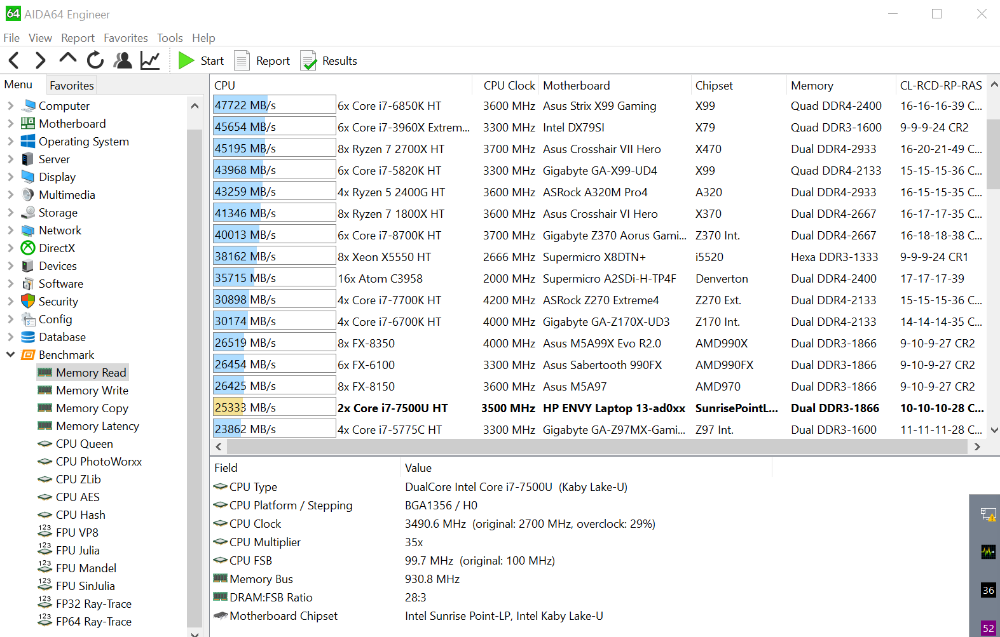 64 AIDA64 Engineer
File View Report Favorites Tools Help
Start Report Results
Menu Favorites
Computer
Motherboard
Operating System
Server
Display
Multimedia
Storage
Network
DirectX
Devices
Software
Security
Config
Database
Benchmark
Memory Read
Memory Write
Memory Copy
Memory Latency
CPU Queen
CPU PhotoWorxx
CPU ZLib
CPU AES
CPU Hash
123 FPU VP8
123 FPU Julia
123 FPU Mandel
123 FPU SinJulia
123 FP32 Ray-Trace
123 FP64 Ray-Trace
CPU CPU Clock Motherboard Chipset Memory CL-RCD-RP-RAS
47722 MB/s 6x Core i7-6850K HT 3600 MHz Asus Strix X99 Gaming X99 Quad DDR4-2400 16-16-16-39 C...
45654 MB/s 6x Core i7-3960X Extrem... 3300 MHz Intel DX79SI X79 Quad DDR3-1600 9-9-9-24 CR2
45195 MB/s 8x Ryzen 7 2700X HT 3700 MHz Asus Crosshair VII Hero X470 Dual DDR4-2933 16-20-21-49 C...
43968 MB/s 6x Core i7-5820K HT 3300 MHz Gigabyte GA-X99-UD4 X99 Quad DDR4-2133 15-15-15-36 C...
43259 MB/s 4x Ryzen 5 2400G HT 3600 MHz ASRock A320M Pro4 A320 Dual DDR4-2933 16-15-15-35 C...
41346 MB/s 8x Ryzen 7 1800X HT 3600 MHz Asus Crosshair VI Hero X370 Dual DDR4-2667 16-17-17-35 C...
40013 MB/s 6x Core i7-8700K HT 3700 MHz Gigabyte Z370 Aorus Gami... Z370 Int. Dual DDR4-2667 16-18-18-38 C...
38162 MB/s 8x Xeon X5550 HT 2666 MHz Supermicro X8DTN+ i5520 Hexa DDR3-1333 9-9-9-24 CR1
35715 MB/s 16x Atom C3958 2000 MHz Supermicro A2SDi-H-TP4F Denverton Dual DDR4-2400 17-17-17-39
30898 MB/s 4x Core i7-7700K HT 4200 MHz ASRock Z270 Extreme4 Z270 Ext. Dual DDR4-2133 15-15-15-36 C...
30174 MB/s 4x Core i7-6700K HT 4000 MHz Gigabyte GA-Z170X-UD3 Z170 Int. Dual DDR4-2133 14-14-14-35 C...
26519 MB/s 8x FX-8350 4000 MHz Asus M5A99X Evo R2.0 AMD990X Dual DDR3-1866 9-10-9-27 CR2
26454 MB/s 6x FX-6100 3300 MHz Asus Sabertooth 990FX AMD990FX Dual DDR3-1866 9-10-9-27 CR2
26425 MB/s 8x FX-8150 3600 MHz Asus M5A97 AMD970 Dual DDR3-1866 9-10-9-27 CR2
25333 MB/s 2x Core i7-7500U HT 3500 MHz HP ENVY Laptop 13-ad0xx SunrisePointL... Dual DDR3-1866 10-10-10-28 C...
23862 MB/s 4x Core i7-5775C HT 3300 MHz Gigabyte GA-Z97MX-Gami... Z97 Int. Dual DDR3-1600 11-11-11-28 C...
Field Value
CPU Type DualCore Intel Core i7-7500U (Kaby Lake-U)
CPU Platform / Stepping BGA1356 / H0
CPU Clock 3490.6 MHz (original: 2700 MHz, overclock: 29%)
CPU Multiplier 35x
CPU FSB 99.7 MHz (original: 100 MHz)
Memory Bus 930.8 MHz
DRAM:FSB Ratio 28:3
Motherboard Chipset Intel Sunrise Point-LP, Intel Kaby Lake-U
36
52